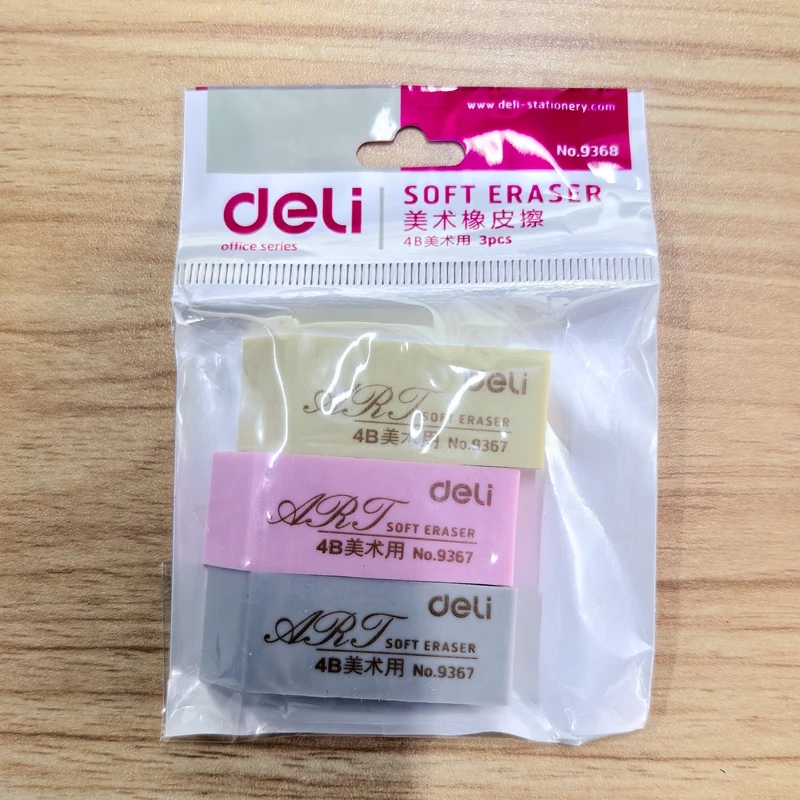 www.deli-stationery.com
No.9368
deli
office series
SOFT ERASER
美术橡皮擦
4B美术用 3pcs
deli
ART SOFT ERASER
4B美术用 No.9367
deli
ART SOFT ERASER
4B美术用 No.9367
deli
ART SOFT ERASER
4B美术用 No.9367